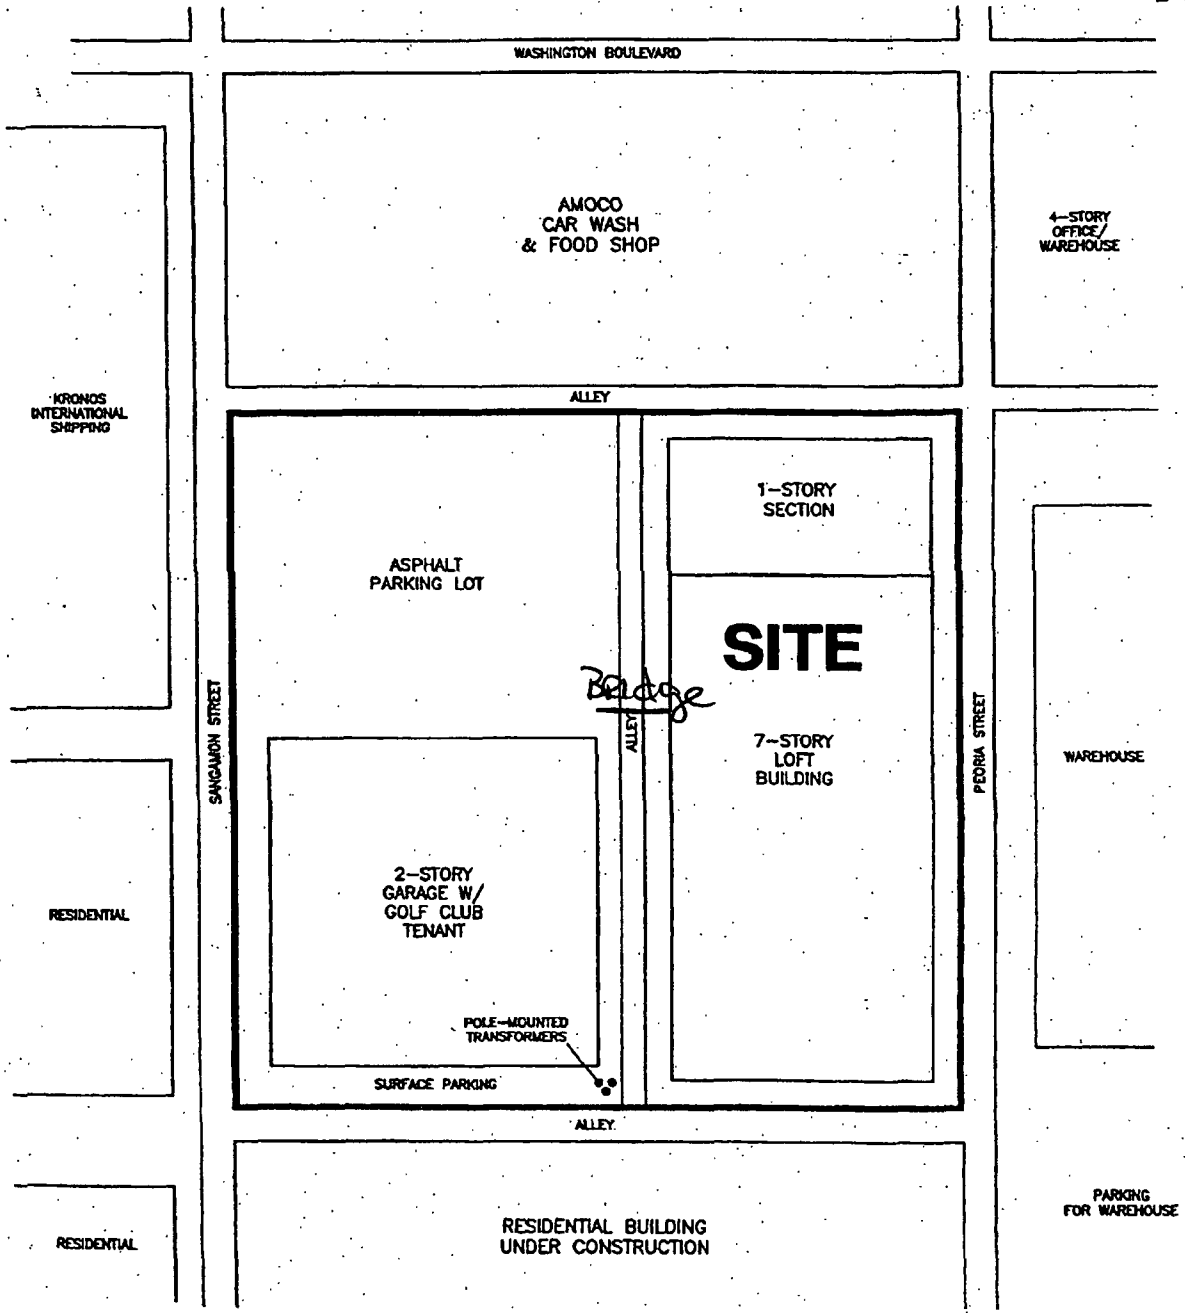 WASHINGTON BOULEVARD
AMOCO
CAR WASH
& FOOD SHOP
4-STORY
OFFICE/
WAREHOUSE
KRONOS
INTERNATIONAL
SHIPPING
ALLEY
1-STORY
SECTION
ASPHALT
PARKING LOT
SITE
Bridge
SANGAMON STREET
ALLEY
7-STORY
LOFT
BUILDING
PEORIA STREET
WAREHOUSE
2-STORY
GARAGE W/
GOLF CLUB
TENANT
RESIDENTIAL
POLE-MOUNTED
TRANSFORMERS
SURFACE PARKING
ALLEY
PARKING
FOR WAREHOUSE
RESIDENTIAL BUILDING
UNDER CONSTRUCTION
RESIDENTIAL